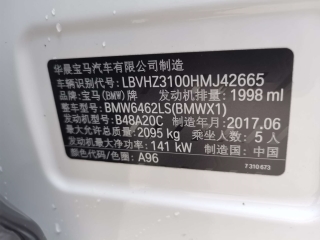 华晨宝马汽车有限公司制造
车辆识别代号: LBVHZ3100HMJ42665
品牌: 宝马(BMW)牌 发动机排量: 1998 ml
整车型号: BMW6462LS(BMWX1)
发动机型号: B48A20C 制造年月: 2017.06
最大允许总质量: 2095 kg 乘坐人数: 5人
发动机最大净功率: 141 kW 制造国: 中国
颜色代号/色彩: A96
7 310 673